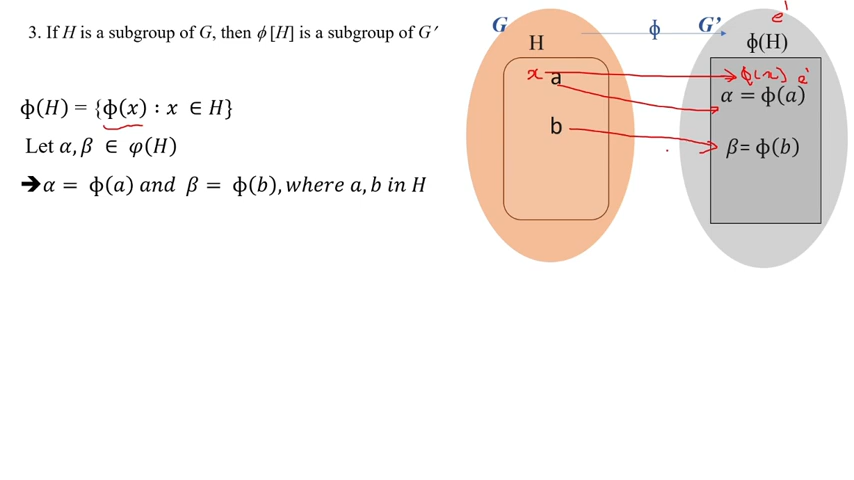 3. If H is a subgroup of G, then ϕ [H] is a subgroup of G′
ϕ(H) = {ϕ(x) : x ∈ H}
Let α, β ∈ φ(H)
➔α = ϕ(a) and β = ϕ(b), where a, b in H
G
ϕ
G’
e'
H
ϕ(H)
x
a
ϕ(x) e'
α = ϕ(a)
b
β= ϕ(b)